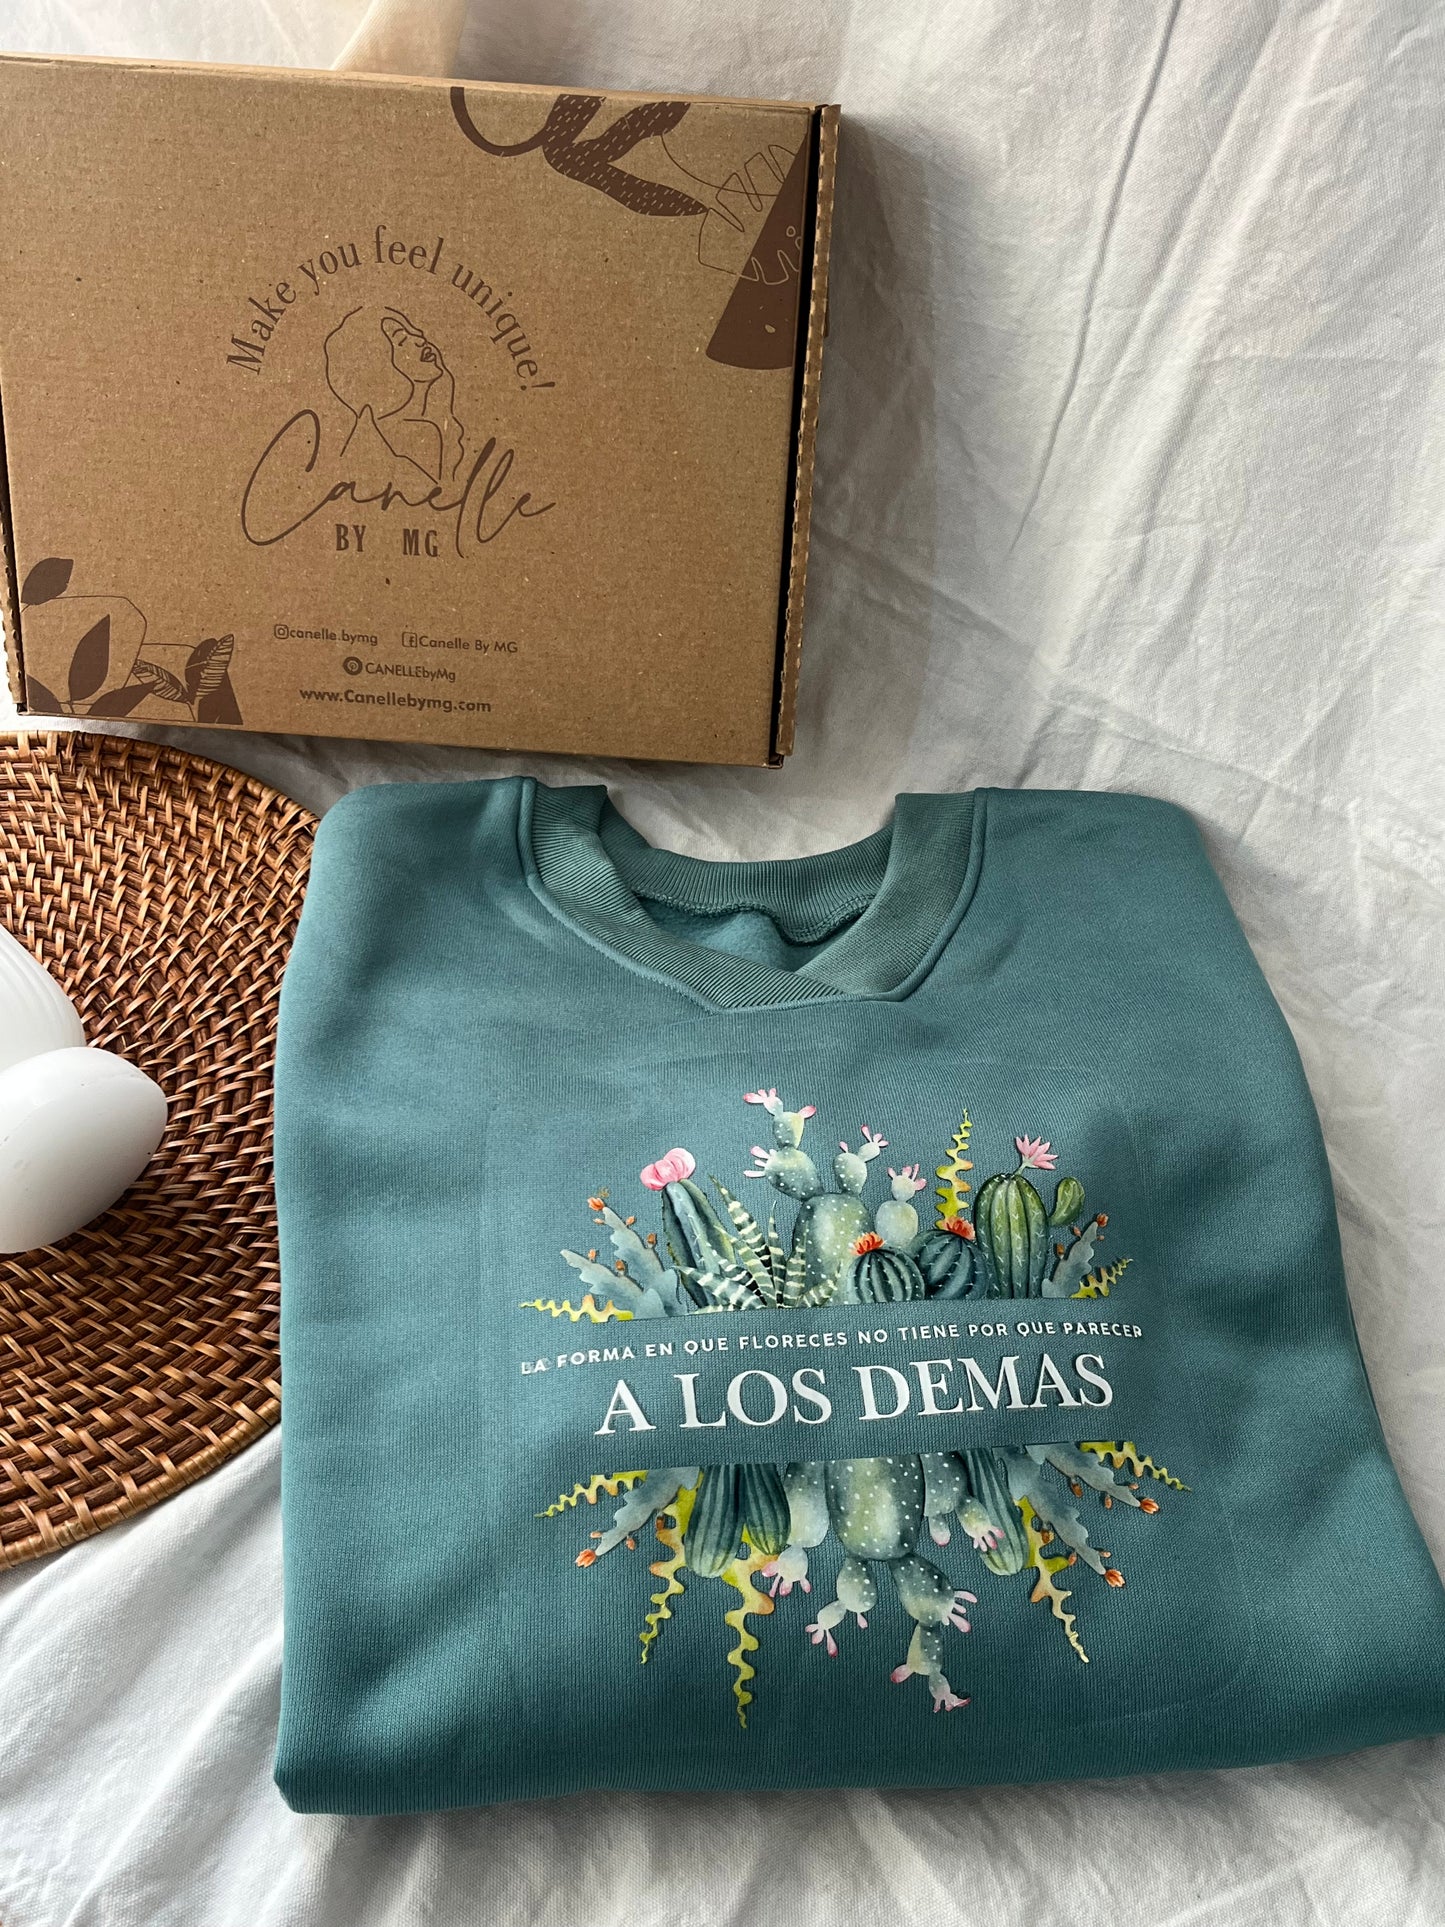 Make you feel unique!
Canelle
BY MG
canelle.bymg Canelle By MG
CANELLEbyMg
www.Canellebymg.com
LA FORMA EN QUE FLORECES NO TIENE POR QUE PARECER
A LOS DEMAS